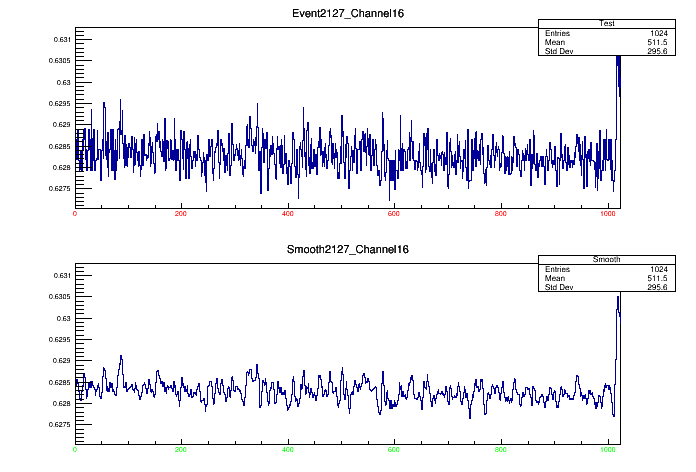 Event2127_Channel16
Test
Entries 1024
Mean 511.5
Std Dev 295.6
0.631
0.6305
0.63
0.6295
0.629
0.6285
0.628
0.6275
0 200 400 600 800 1000
Smooth2127_Channel16
Smooth
Entries 1024
Mean 511.5
Std Dev 295.6
0.631
0.6305
0.63
0.6295
0.629
0.6285
0.628
0.6275
0 200 400 600 800 1000